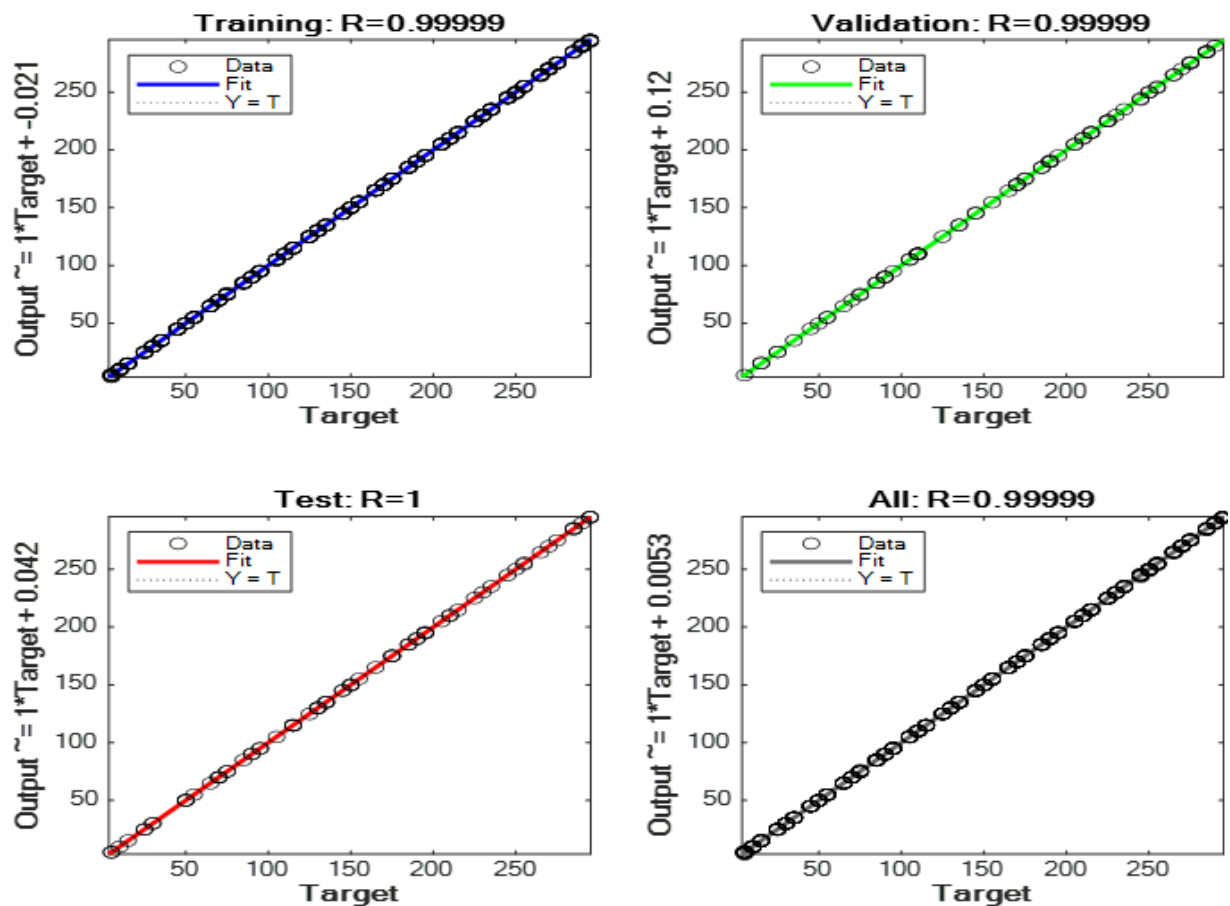 Training: R=0.99999
Output ~= 1*Target + -0.021
Data
Fit
Y = T
250
200
150
100
50
50 100 150 200 250
Target
Validation: R=0.99999
Output ~= 1*Target + 0.12
Data
Fit
Y = T
250
200
150
100
50
50 100 150 200 250
Target
Test: R=1
Output ~= 1*Target + 0.042
Data
Fit
Y = T
250
200
150
100
50
50 100 150 200 250
Target
All: R=0.99999
Output ~= 1*Target + 0.0053
Data
Fit
Y = T
250
200
150
100
50
50 100 150 200 250
Target